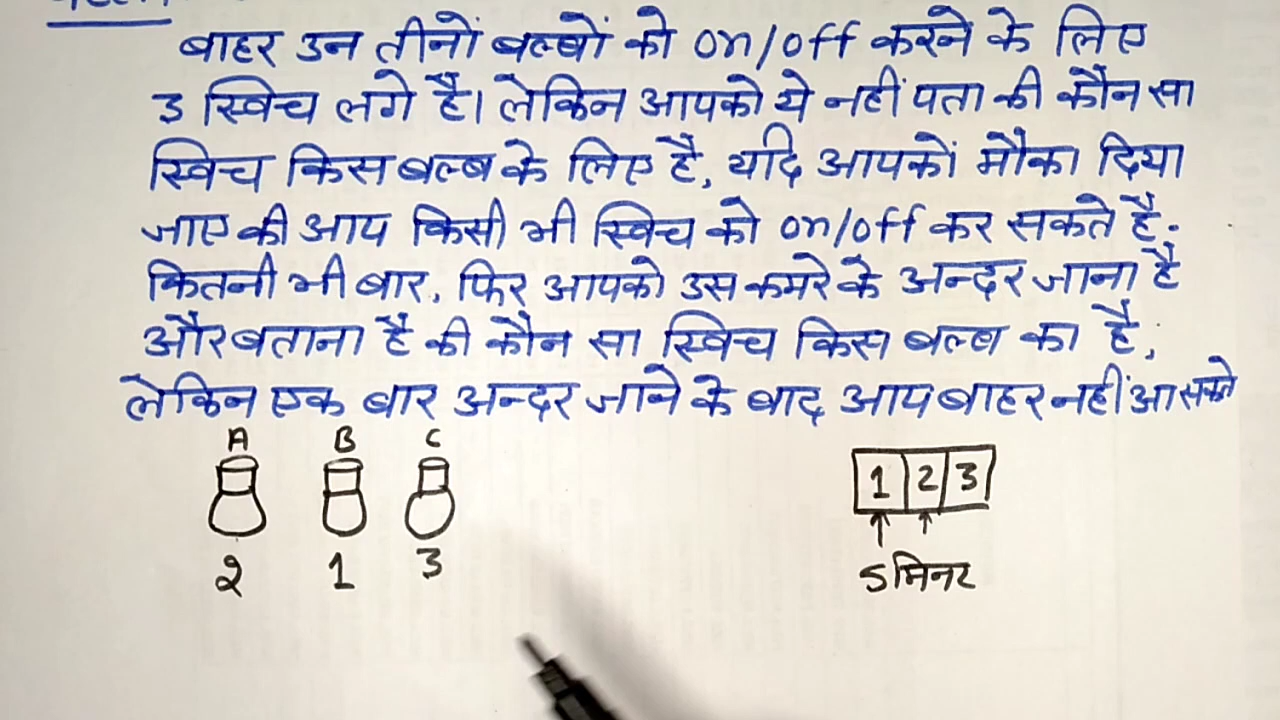 बाहर उन तीनों बल्बों को on/off करने के लिए
3 स्विच लगे हैं। लेकिन आपको ये नहीं पता की कौन सा
स्विच किस बल्ब के लिए है, यदि आपकों मौका दिया
जाए की आप किसी भी स्विच को on/off कर सकते है.
कितनी भी बार, फिर आपको उस कमरे के अन्दर जाना है
और बताना है की कौन सा स्विच किस बल्ब का है,
लेकिन एक बार अन्दर जाने के बाद आप बाहर नहीं आ सकते
A B C
1 2 3
२ 1 3
5 मिनट